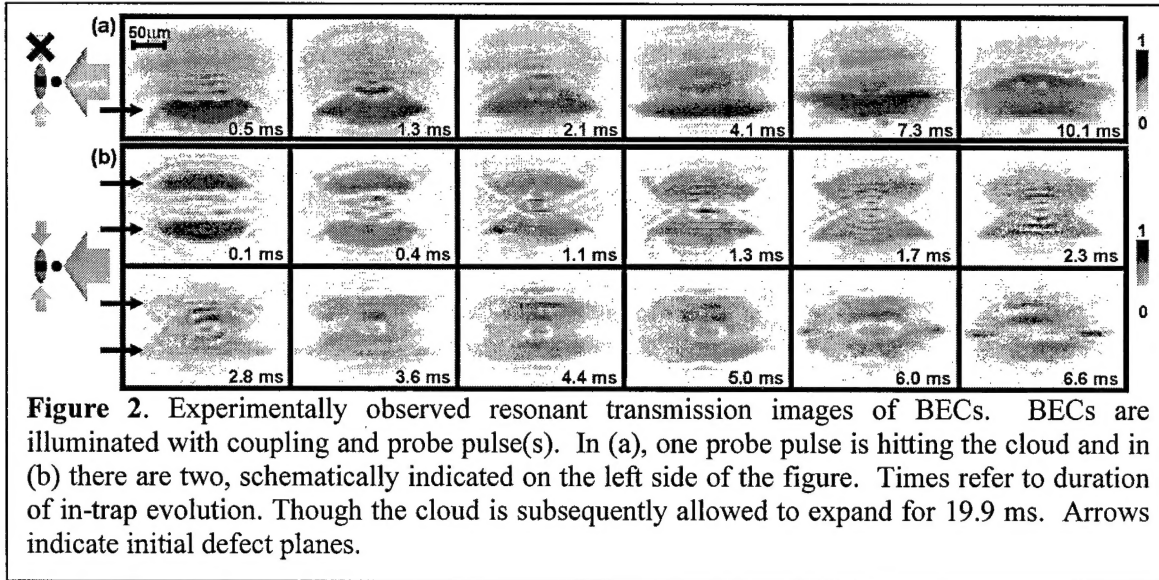 (a)
50µm
0.5 ms 1.3 ms 2.1 ms 4.1 ms 7.3 ms 10.1 ms
1
0
(b)
0.1 ms 0.4 ms 1.1 ms 1.3 ms 1.7 ms 2.3 ms
1
0
2.8 ms 3.6 ms 4.4 ms 5.0 ms 6.0 ms 6.6 ms
Figure 2. Experimentally observed resonant transmission images of BECs. BECs are
illuminated with coupling and probe pulse(s). In (a), one probe pulse is hitting the cloud and in
(b) there are two, schematically indicated on the left side of the figure. Times refer to duration
of in-trap evolution. Though the cloud is subsequently allowed to expand for 19.9 ms. Arrows
indicate initial defect planes.